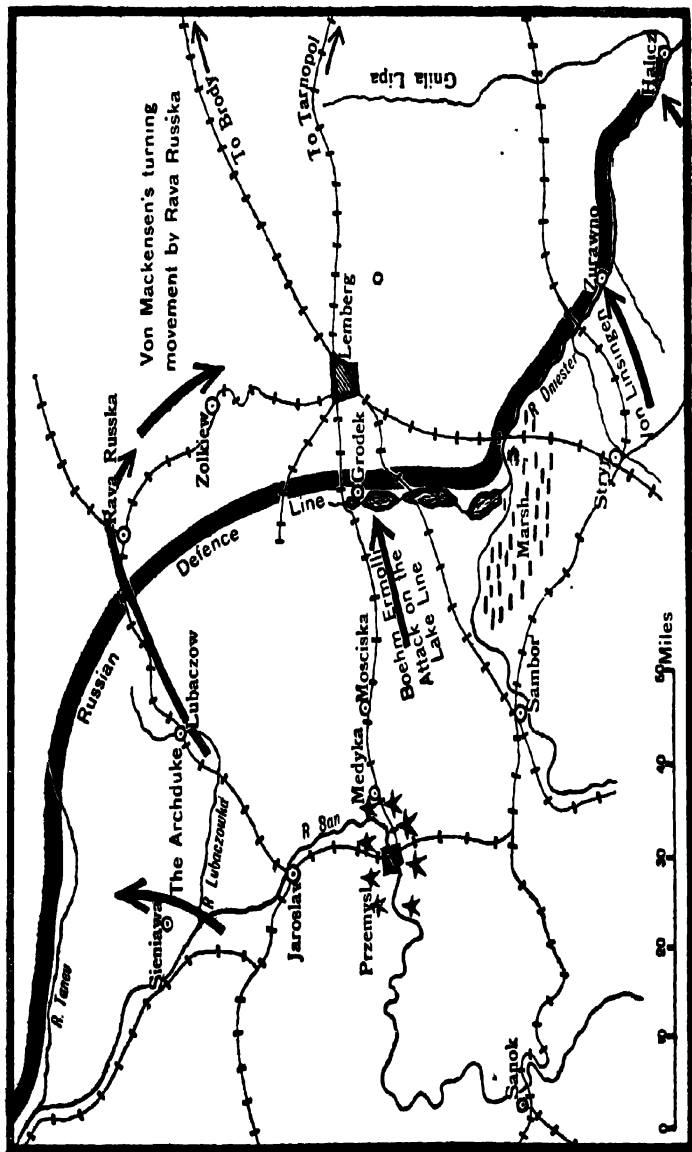 Von Mackensen's turning
movement by Rava Russka
To Brody
To Tarnopol
Gnila Lipa
Halicz
Rava Russka
Zolkiew
Lemberg
Zurawno
Von Linsingen
R Dniester
Stryj
Grodek
Russian Defence Line
Marsh
Boehm Ermolli
Attack on the
Lake Line
Mosciska
Medyka
Lubaczow
The Archduke
R Lubaczowka
R San
Sambor
Sieniawa
Jaroslav
Przemysl
R. Tanev
Sanok
0 10 20 30 40 50 Miles